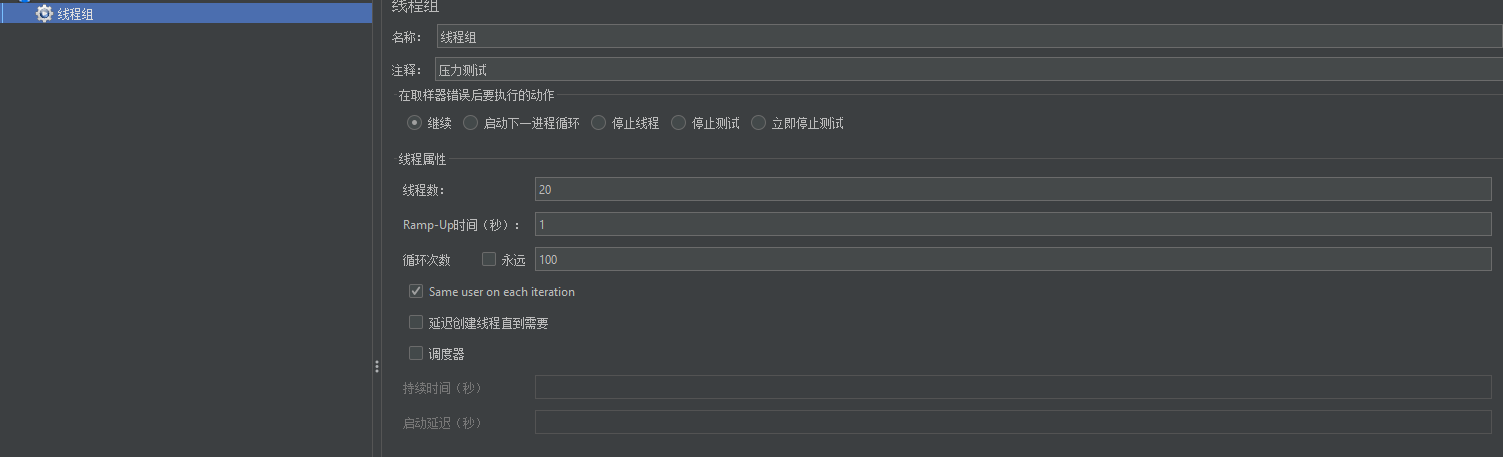 线程组
线程组
名称： 线程组
注释： 压力测试
在取样器错误后要执行的动作
继续 启动下一进程循环 停止线程 停止测试 立即停止测试
线程属性
线程数： 20
Ramp-Up时间（秒）： 1
循环次数 永远 100
Same user on each iteration
延迟创建线程直到需要
调度器
持续时间（秒）
启动延迟（秒）